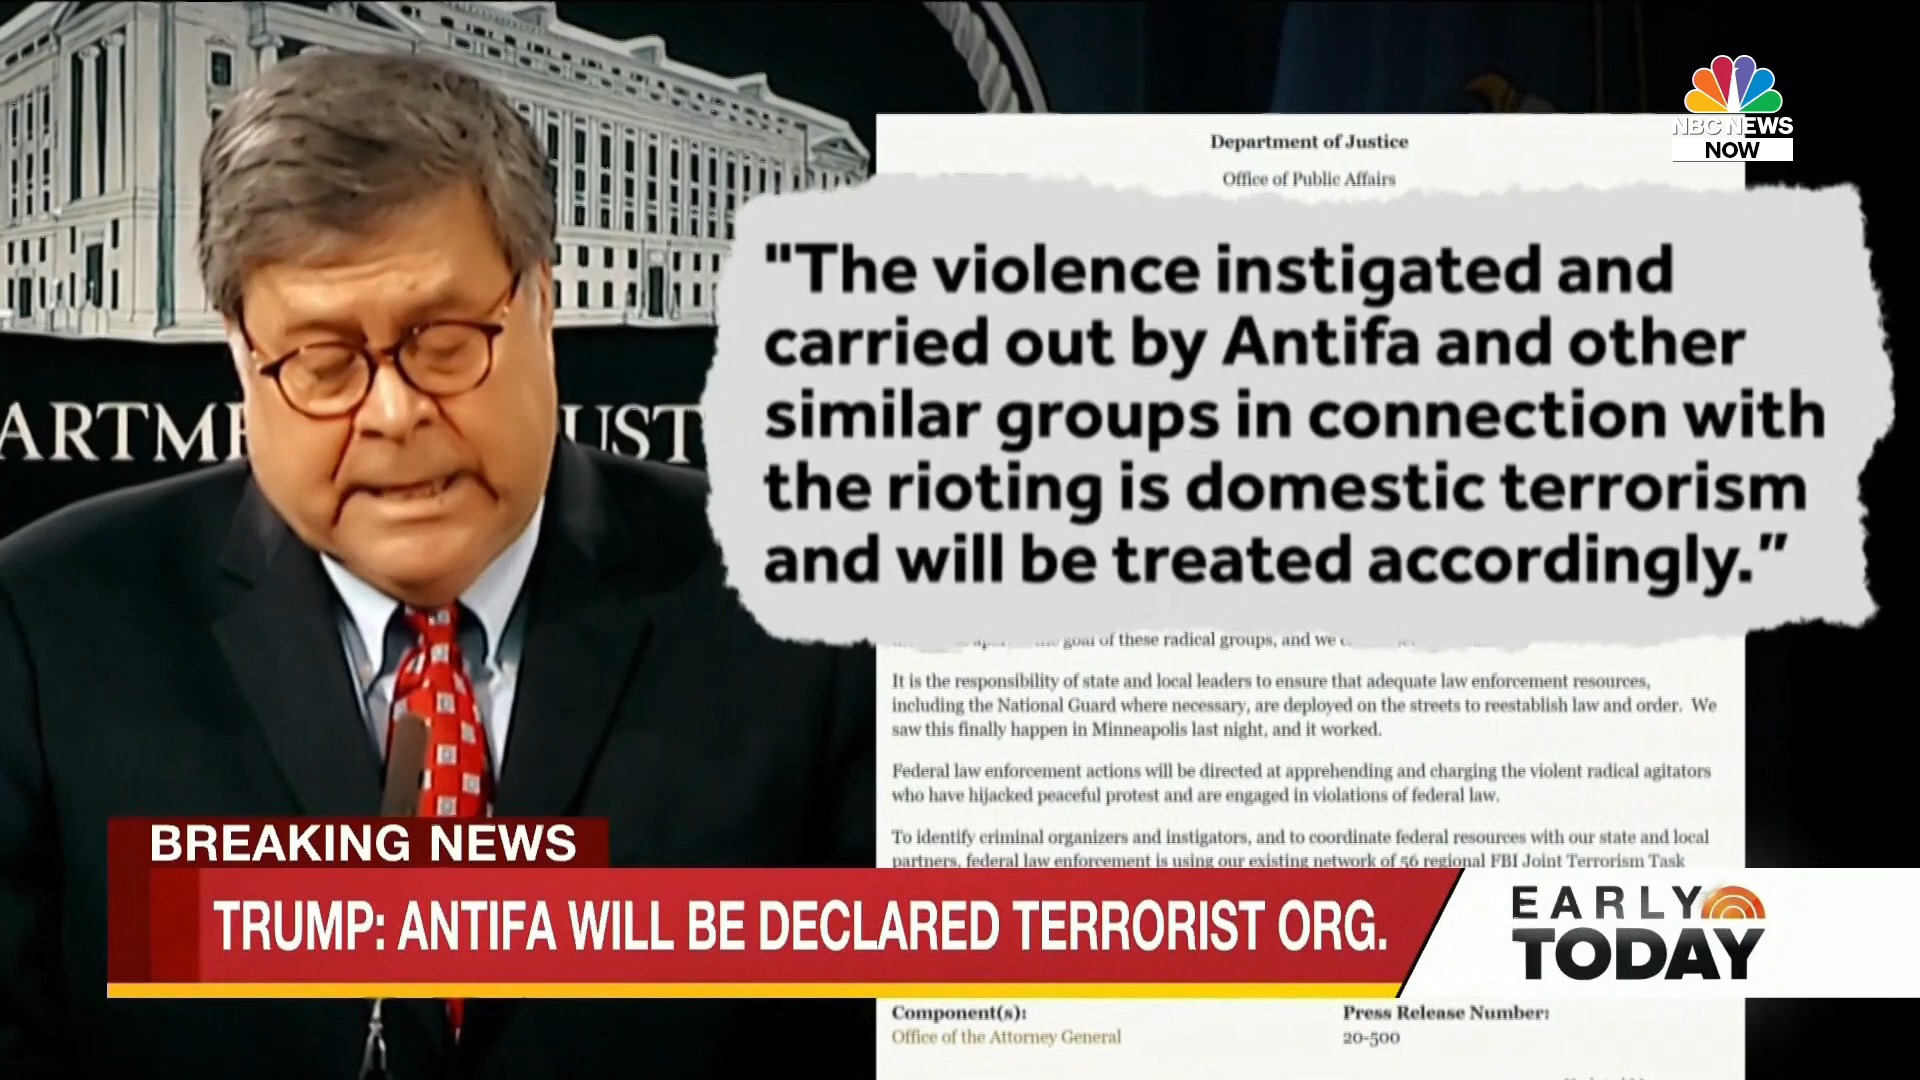 NBC NEWS
NOW
Department of Justice
Office of Public Affairs
"The violence instigated and
carried out by Antifa and other
similar groups in connection with
the rioting is domestic terrorism
and will be treated accordingly.”
ARTM UST
goal of these radical groups, and we
It is the responsibility of state and local leaders to ensure that adequate law enforcement resources,
including the National Guard where necessary, are deployed on the streets to reestablish law and order. We
saw this finally happen in Minneapolis last night, and it worked.
Federal law enforcement actions will be directed at apprehending and charging the violent radical agitators
who have hijacked peaceful protest and are engaged in violations of federal law.
To identify criminal organizers and instigators, and to coordinate federal resources with our state and local
partners, federal law enforcement is using our existing network of 56 regional FBI Joint Terrorism Task
BREAKING NEWS
TRUMP: ANTIFA WILL BE DECLARED TERRORIST ORG.
EARLY
TODAY
Component(s): Press Release Number:
Office of the Attorney General 20-500